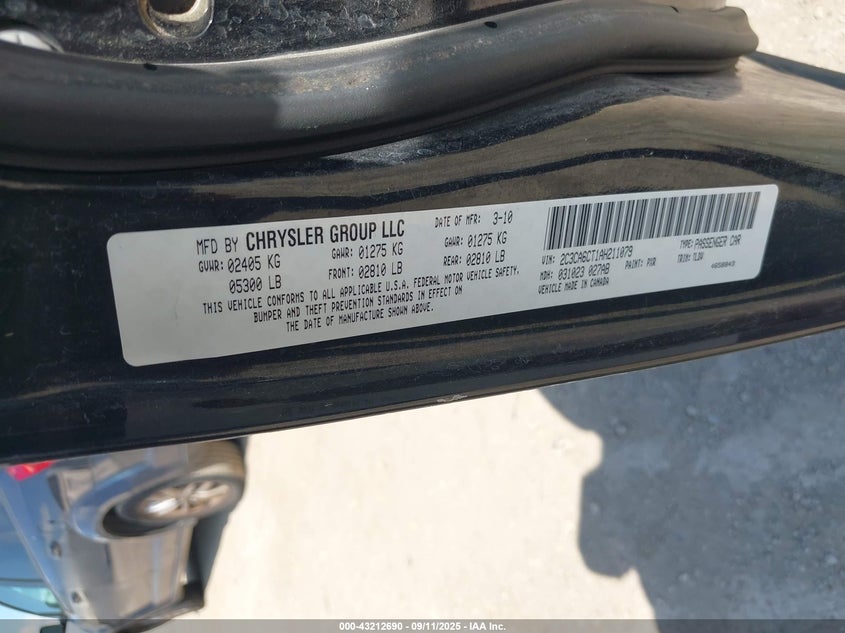 MFD BY CHRYSLER GROUP LLC
DATE OF MFR: 3-10
GVWR: 02405 KG
GAWR: 01275 KG
GAWR: 01275 KG
05300 LB
FRONT: 02810 LB
REAR: 02810 LB
THIS VEHICLE CONFORMS TO ALL APPLICABLE U.S.A. FEDERAL MOTOR VEHICLE SAFETY,
BUMPER AND THEFT PREVENTION STANDARDS IN EFFECT ON
THE DATE OF MANUFACTURE SHOWN ABOVE.
VIN: 2C3CA6CT1AH211079
TYPE: PASSENGER CAR
MDH: 031023 027AB
PAINT: PXR
TRIM: TLDV
VEHICLE MADE IN CANADA
000-43212690 - 09/11/2025 - IAA Inc.